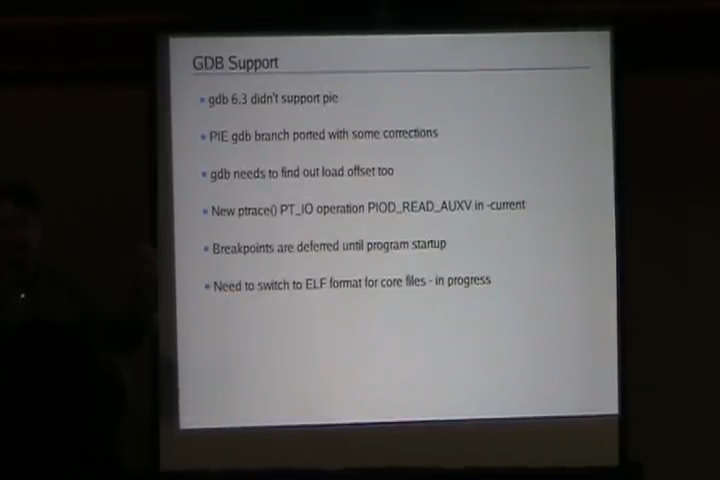 GDB Support
gdb 6.3 didn't support pie
PIE gdb branch ported with some corrections
gdb needs to find out load offset too
New ptrace() PT_IO operation PIOD_READ_AUXV in -current
Breakpoints are deferred until program startup
Need to switch to ELF format for core files - in progress